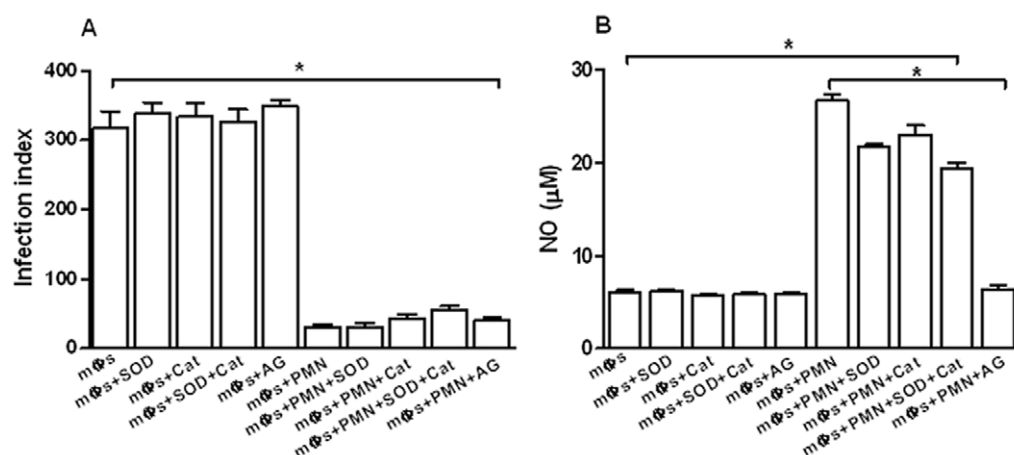 A
*
400
300
200
100
0
Infection index
mΦs
mΦs+SOD
mΦs+Cat
mΦs+SOD+Cat
mΦs+AG
mΦs+PMN
mΦs+PMN+SOD
mΦs+PMN+Cat
mΦs+PMN+SOD+Cat
mΦs+PMN+AG
B
*
*
30
20
10
0
NO (μM)
mΦs
mΦs+SOD
mΦs+Cat
mΦs+SOD+Cat
mΦs+AG
mΦs+PMN
mΦs+PMN+SOD
mΦs+PMN+Cat
mΦs+PMN+SOD+Cat
mΦs+PMN+AG